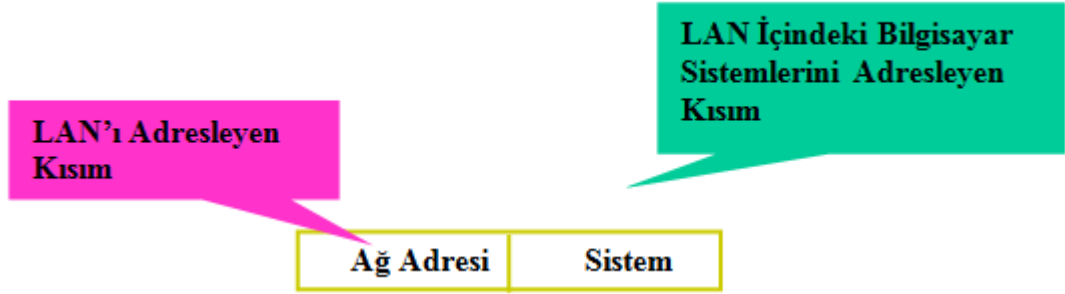 LAN İçindeki Bilgisayar
Sistemlerini Adresleyen
Kısım
LAN'ı Adresleyen
Kısım
Ağ Adresi
Sistem